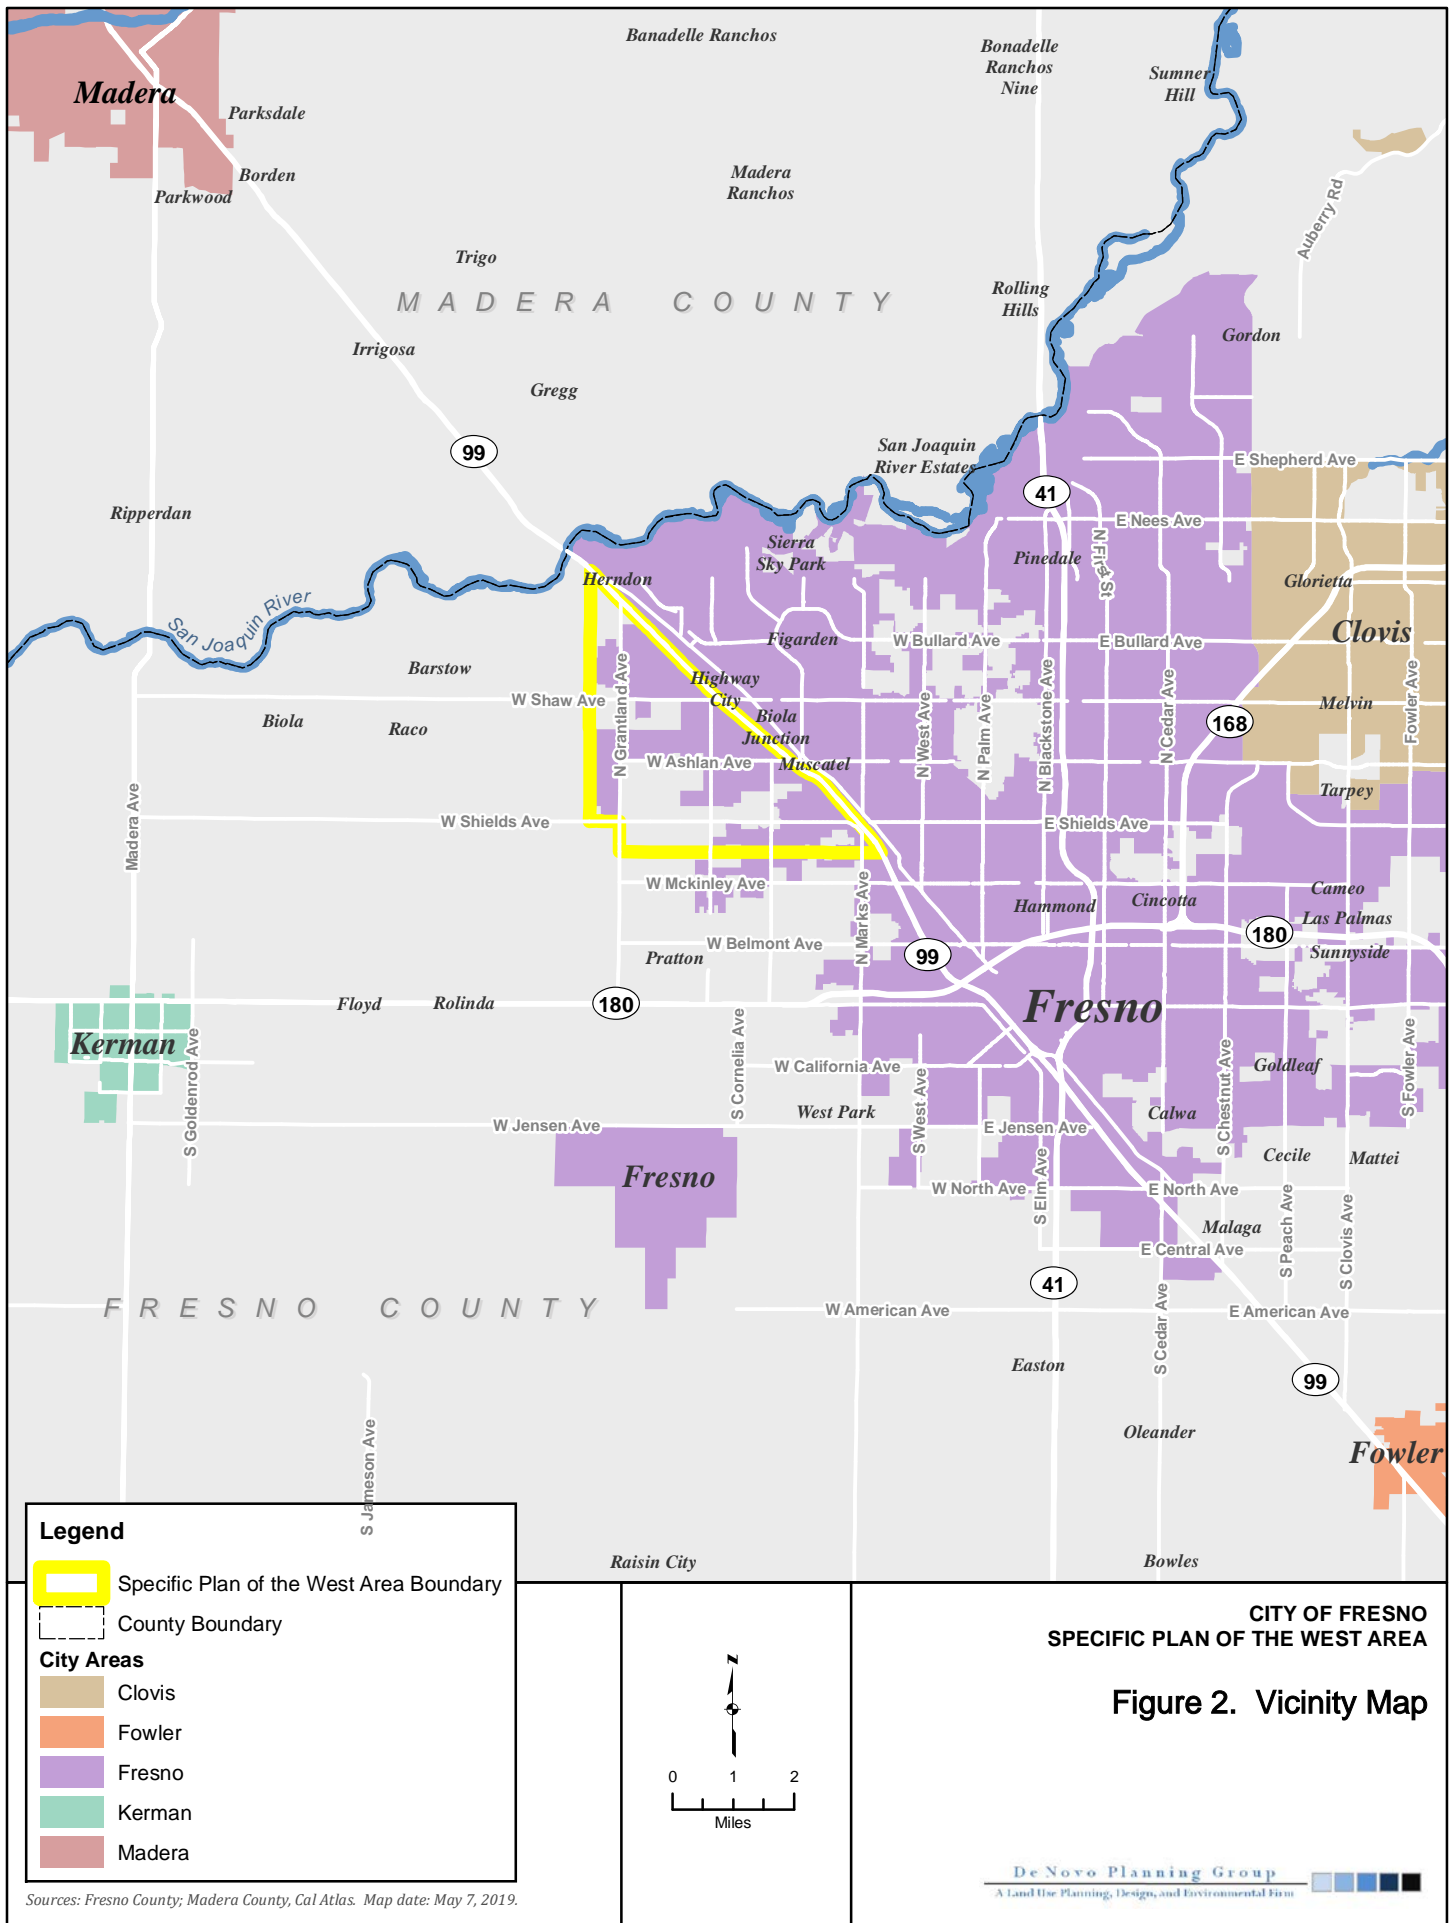 Banadelle Ranchos
Bonadelle
Ranchos
Nine
Sumner
Hill
Madera
Parksdale
Borden
Parkwood
Madera
Ranchos
Auberry Rd
Trigo
MADERA COUNTY
Rolling
Hills
Gordon
Irrigosa
Gregg
99
San Joaquin
River Estates
E Shepherd Ave
41
Ripperdan
E Nees Ave
Sierra
Sky Park
Pinedale
N First St
Herndon
Glorietta
San Joaquin River
Figarden
W Bullard Ave
E Bullard Ave
Clovis
Barstow
N Grantland Ave
Highway
City
W Shaw Ave
Biola
Raco
Biola
Junction
N West Ave
N Palm Ave
N Blackstone Ave
N Cedar Ave
168
Melvin
Fowler Ave
W Ashlan Ave
Muscatel
Tarpey
Madera Ave
W Shields Ave
E Shields Ave
W Mckinley Ave
N Marks Ave
Hammond
Cincotta
Cameo
Las Palmas
W Belmont Ave
99
180
Sunnyside
Pratton
Floyd
Rolinda
180
Fresno
Kerman
S Goldenrod Ave
S Cornelia Ave
W California Ave
S West Ave
S Chestnut Ave
Goldleaf
S Fowler Ave
West Park
Calwa
W Jensen Ave
E Jensen Ave
Cecile
Mattei
Fresno
W North Ave
S Elm Ave
E North Ave
S Peach Ave
S Clovis Ave
Malaga
E Central Ave
41
FRESNO COUNTY
W American Ave
S Cedar Ave
E American Ave
Easton
99
Oleander
Fowler
S Jameson Ave
Raisin City
Bowles
Legend
Specific Plan of the West Area Boundary
County Boundary
City Areas
Clovis
Fowler
Fresno
Kerman
Madera
Sources: Fresno County; Madera County, Cal Atlas. Map date: May 7, 2019.
N
0 1 2
Miles
CITY OF FRESNO
SPECIFIC PLAN OF THE WEST AREA
Figure 2. Vicinity Map
De Novo Planning Group
A Land Use Planning, Design, and Environmental Firm